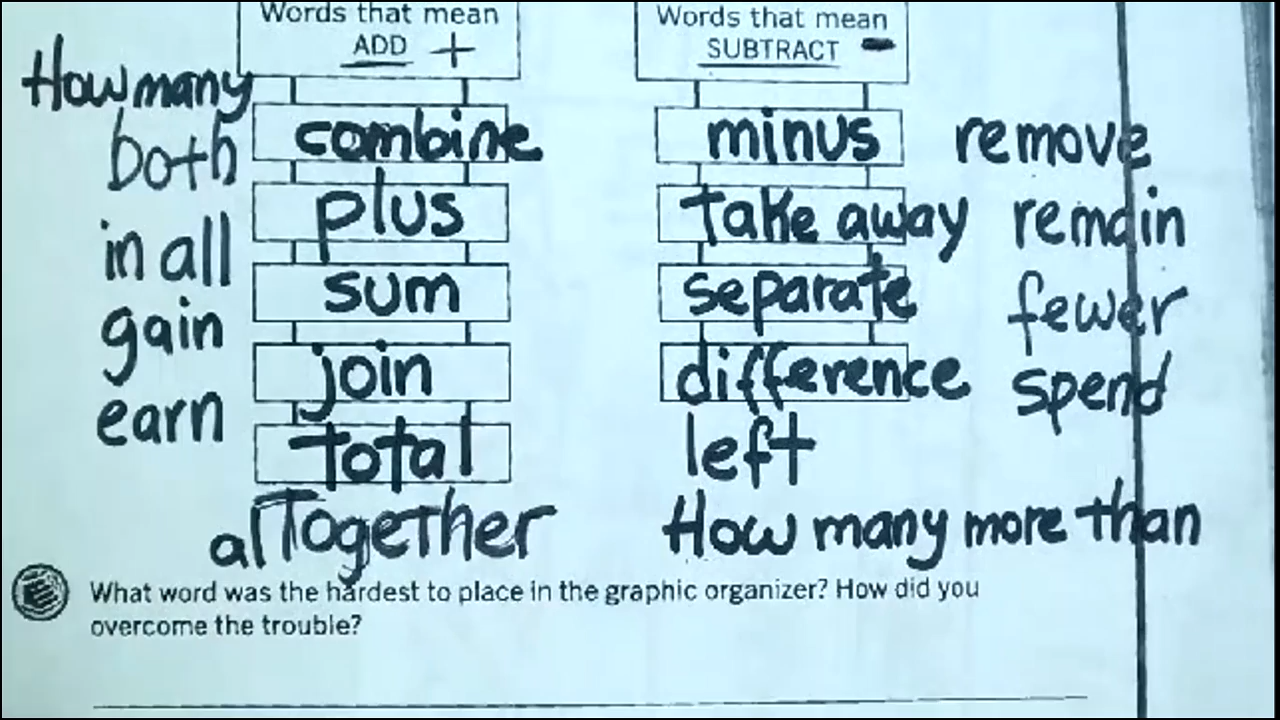 Words that mean
ADD +
How many
both
in all
gain
earn
combine
plus
sum
join
total
alTogether
Words that mean
SUBTRACT -
minus
take away
separate
difference
left
How many more than
remove
remain
fewer
spend
What word was the hardest to place in the graphic organizer? How did you
overcome the trouble?